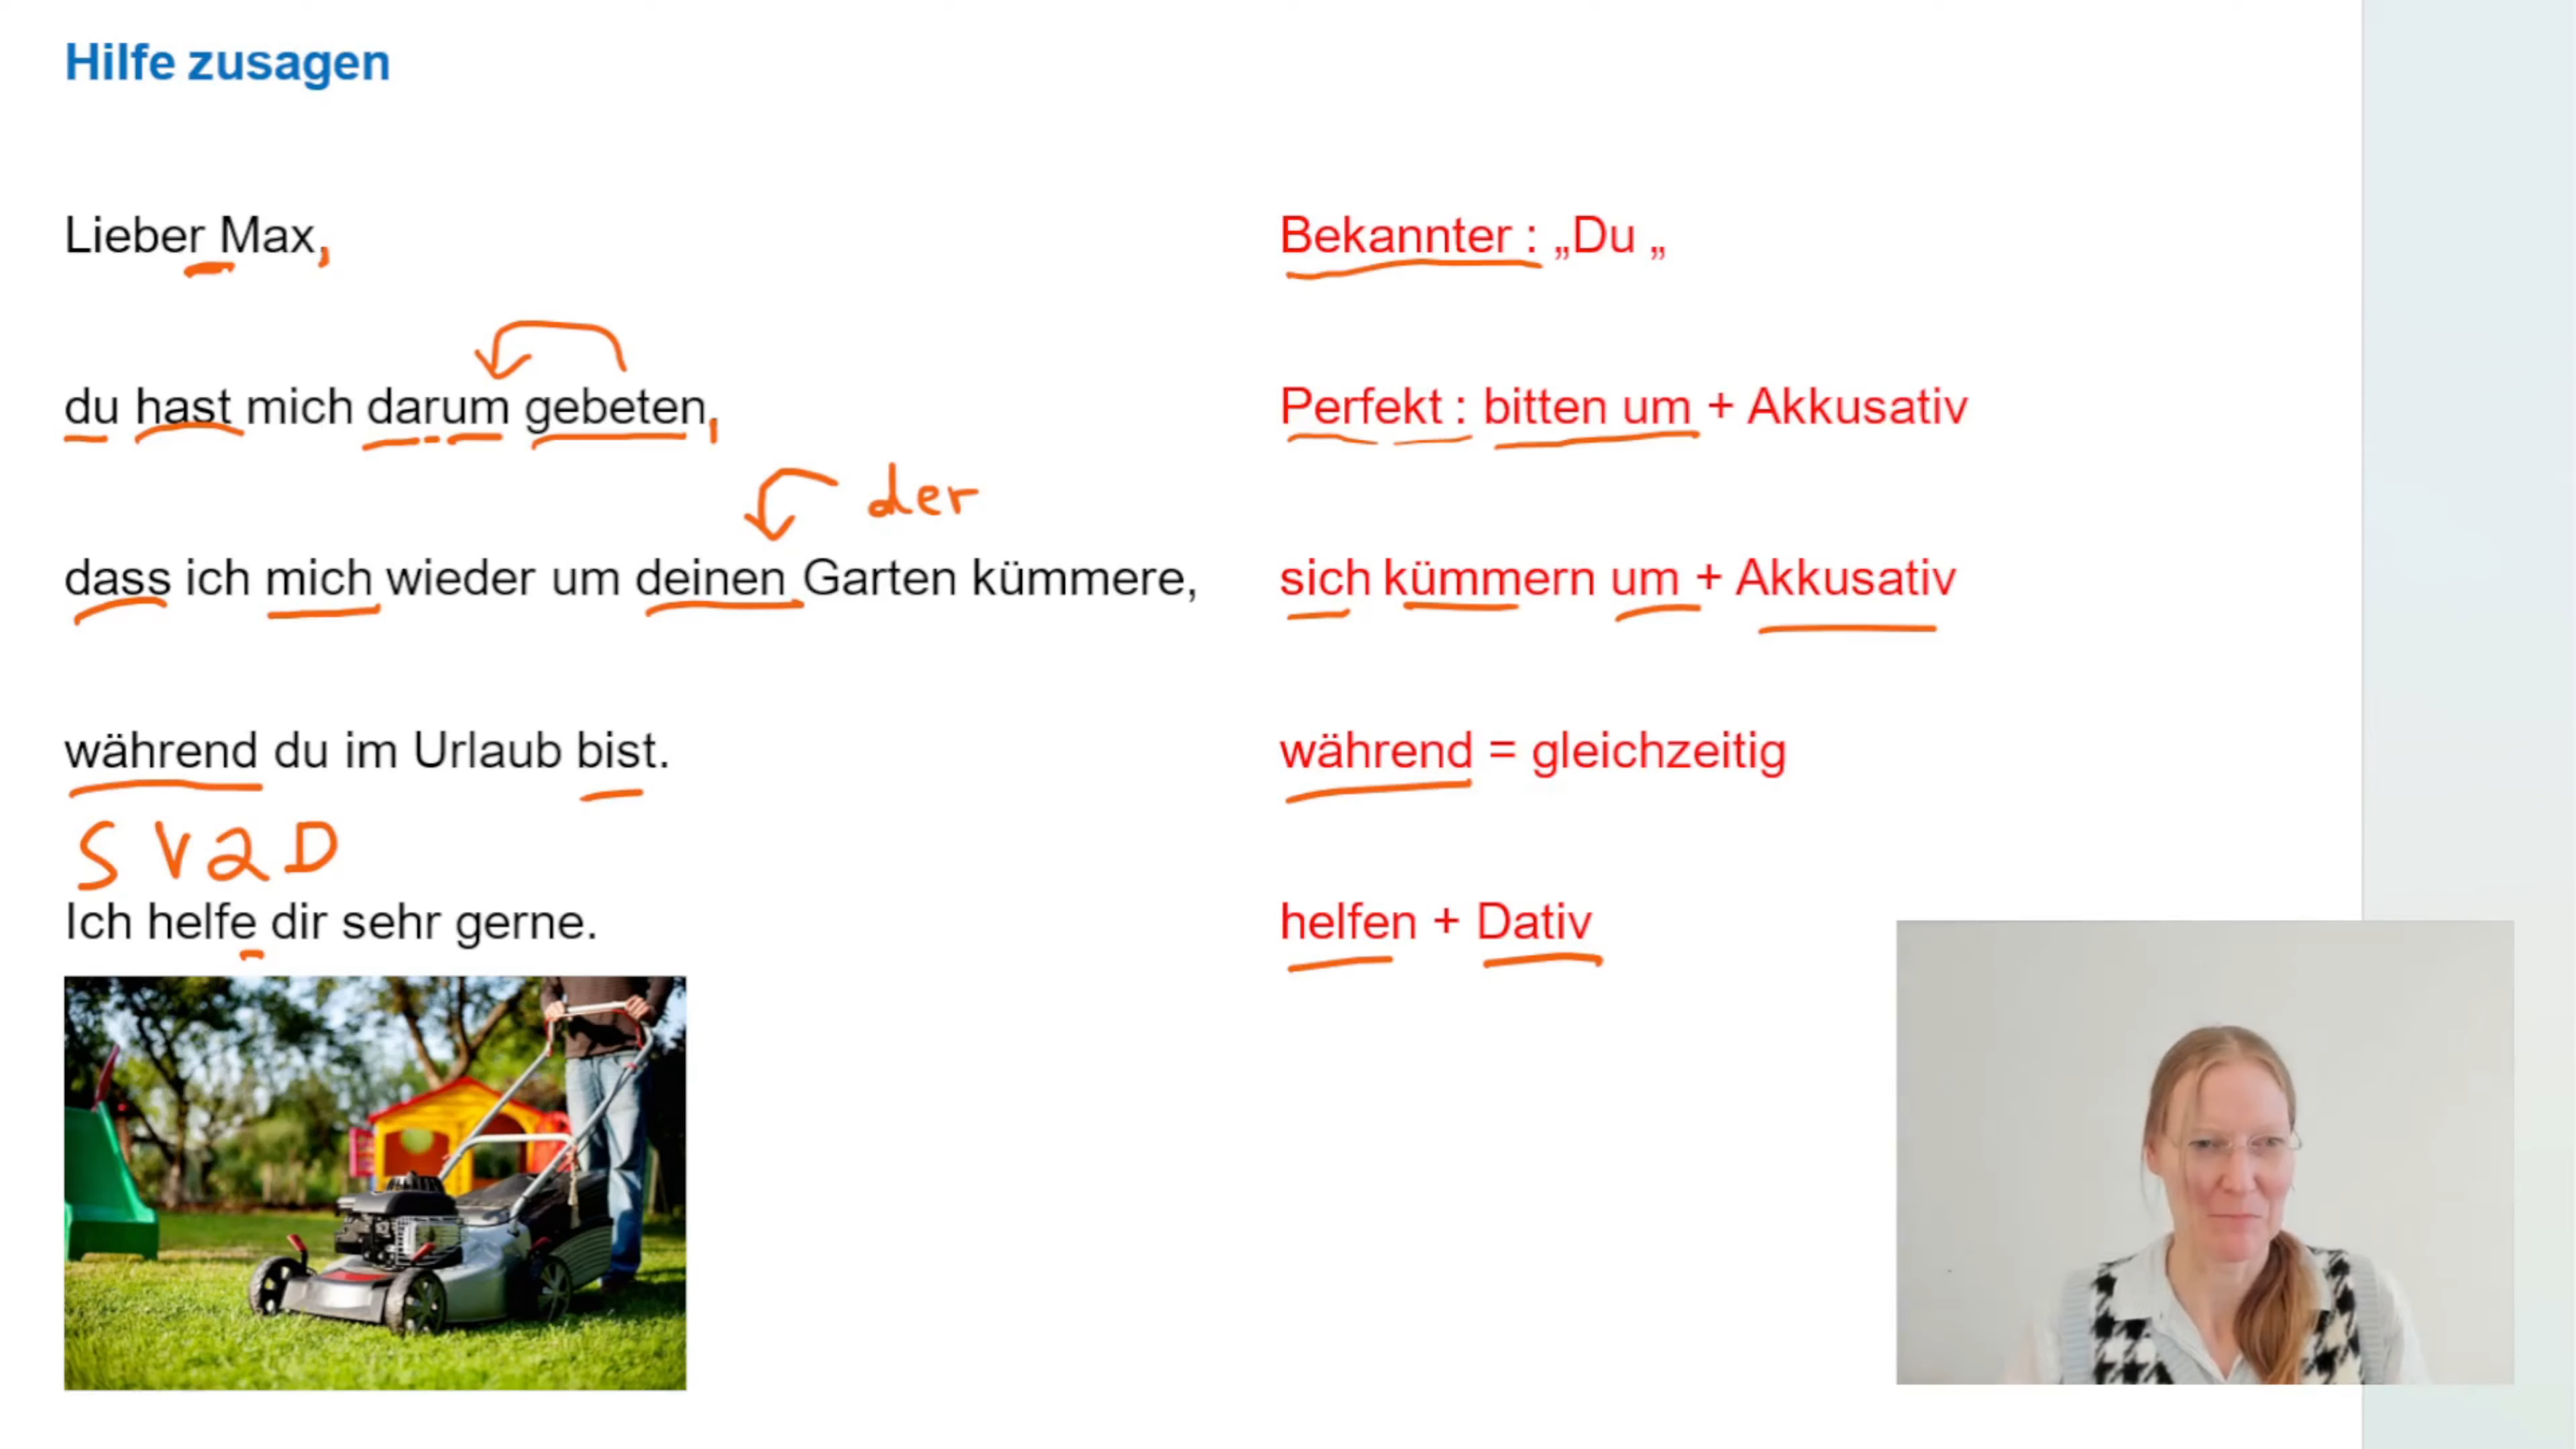 Hilfe zusagen
Lieber Max,
Bekannter : „Du „
du hast mich darum gebeten,
Perfekt : bitten um + Akkusativ
der
dass ich mich wieder um deinen Garten kümmere,
sich kümmern um + Akkusativ
während du im Urlaub bist.
während = gleichzeitig
S V 2 D
Ich helfe dir sehr gerne.
helfen + Dativ